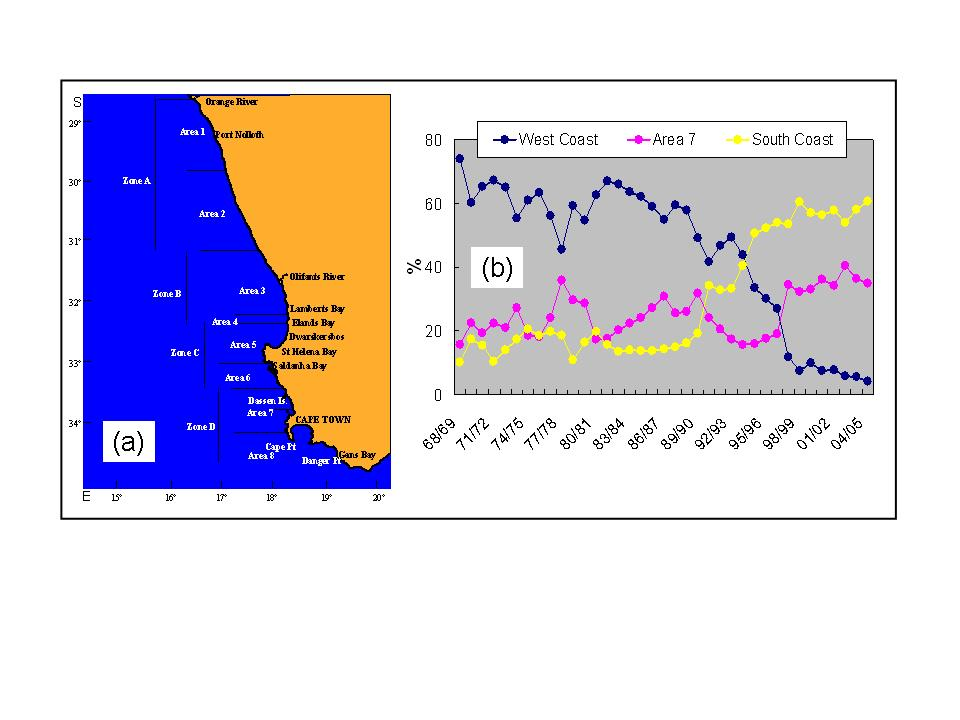 S
Orange River
29°
Area 1
Port Nolloth
30°
Zone A
Area 2
31°
Olifants River
Zone B
Area 3
32°
Lamberts Bay
Area 4
Elands Bay
Dwarskersbos
Area 5
Zone C
St Helena Bay
33°
Saldanha Bay
Area 6
Dassen Is.
Area 7
34°
Zone D
CAPE TOWN
(a)
Cape Pt
Area 8
Danger Pt
Gans Bay
E
15°
16°
17°
18°
19°
20°
West Coast
Area 7
South Coast
80
60
40
20
0
%
(b)
68/69
71/72
74/75
77/78
80/81
83/84
86/87
89/90
92/93
95/96
98/99
01/02
04/05